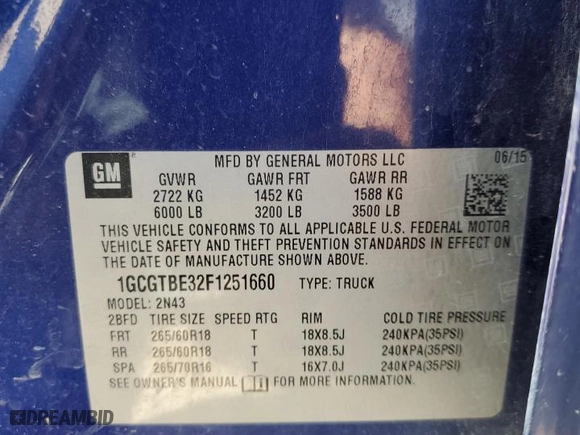 MFD BY GENERAL MOTORS LLC 06/15
GM
GVWR GAWR FRT GAWR RR
2722 KG 1452 KG 1588 KG
6000 LB 3200 LB 3500 LB
THIS VEHICLE CONFORMS TO ALL APPLICABLE U.S. FEDERAL MOTOR
VEHICLE SAFETY AND THEFT PREVENTION STANDARDS IN EFFECT ON
THE DATE OF MANUFACTURE SHOWN ABOVE.
1GCGTBE32F1251660 TYPE: TRUCK
MODEL: 2N43
2BFD TIRE SIZE SPEED RTG RIM COLD TIRE PRESSURE
FRT 265/60R18 T 18X8.5J 240KPA(35PSI)
RR 265/60R18 T 18X8.5J 240KPA(35PSI)
SPA 265/70R16 T 16X7.0J 240KPA(35PSI)
SEE OWNER'S MANUAL FOR MORE INFORMATION.
DREAMBID